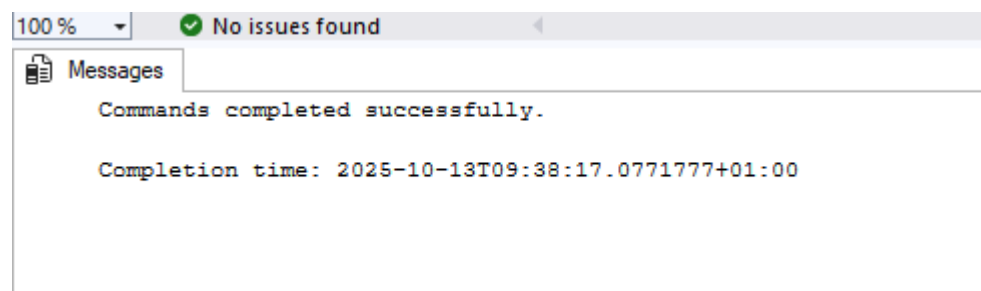 100 %
No issues found
Messages
Commands completed successfully.
Completion time: 2025-10-13T09:38:17.0771777+01:00